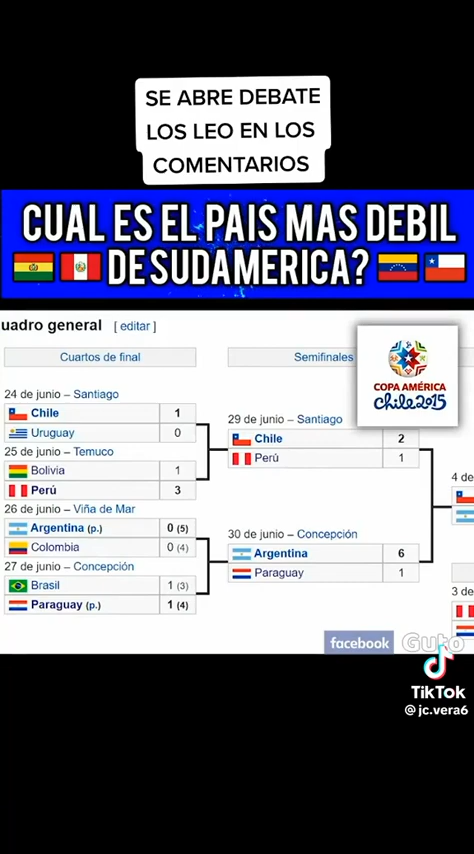 SE ABRE DEBATE
LOS LEO EN LOS
COMENTARIOS
CUAL ES EL PAIS MAS DEBIL
DE SUDAMERICA?
uadro general [ editar ]
Cuartos de final
Semifinales
COPA AMÉRICA
chile2015
24 de junio – Santiago
Chile 1
Uruguay 0
25 de junio – Temuco
Bolivia 1
Perú 3
26 de junio – Viña de Mar
Argentina (p.) 0 (5)
Colombia 0 (4)
27 de junio – Concepción
Brasil 1 (3)
Paraguay (p.) 1 (4)
29 de junio – Santiago
Chile 2
Perú 1
30 de junio – Concepción
Argentina 6
Paraguay 1
4 de
3 de
facebook Guto
TikTok
@jc.vera6